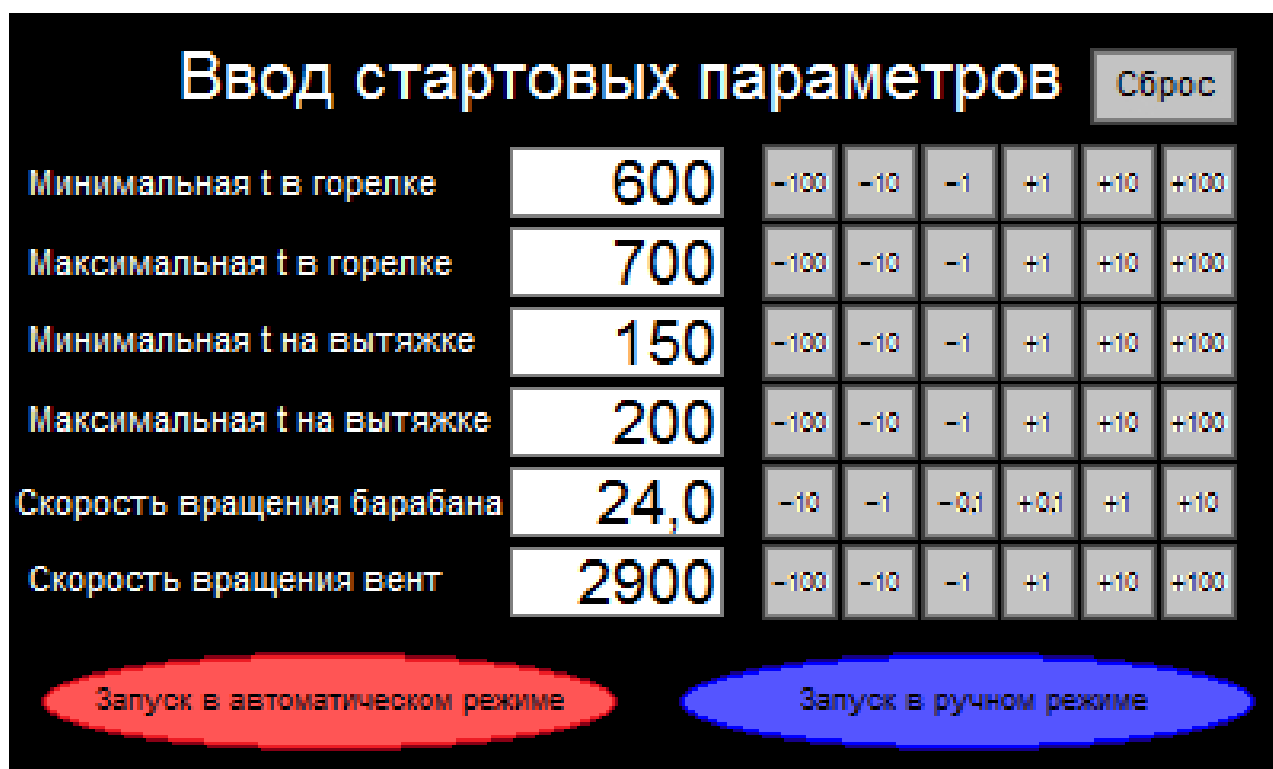 Ввод стартовых параметров Сброс
Минимальная t в горелке 600 −100 −10 −1 +1 +10 +100
Максимальная t в горелке 700 −100 −10 −1 +1 +10 +100
Минимальная t на вытяжке 150 −100 −10 −1 +1 +10 +100
Максимальная t на вытяжке 200 −100 −10 −1 +1 +10 +100
Скорость вращения барабана 24,0 −10 −1 −0,1 +0,1 +1 +10
Скорость вращения вент 2900 −100 −10 −1 +1 +10 +100
Запуск в автоматическом режиме Запуск в ручном режиме